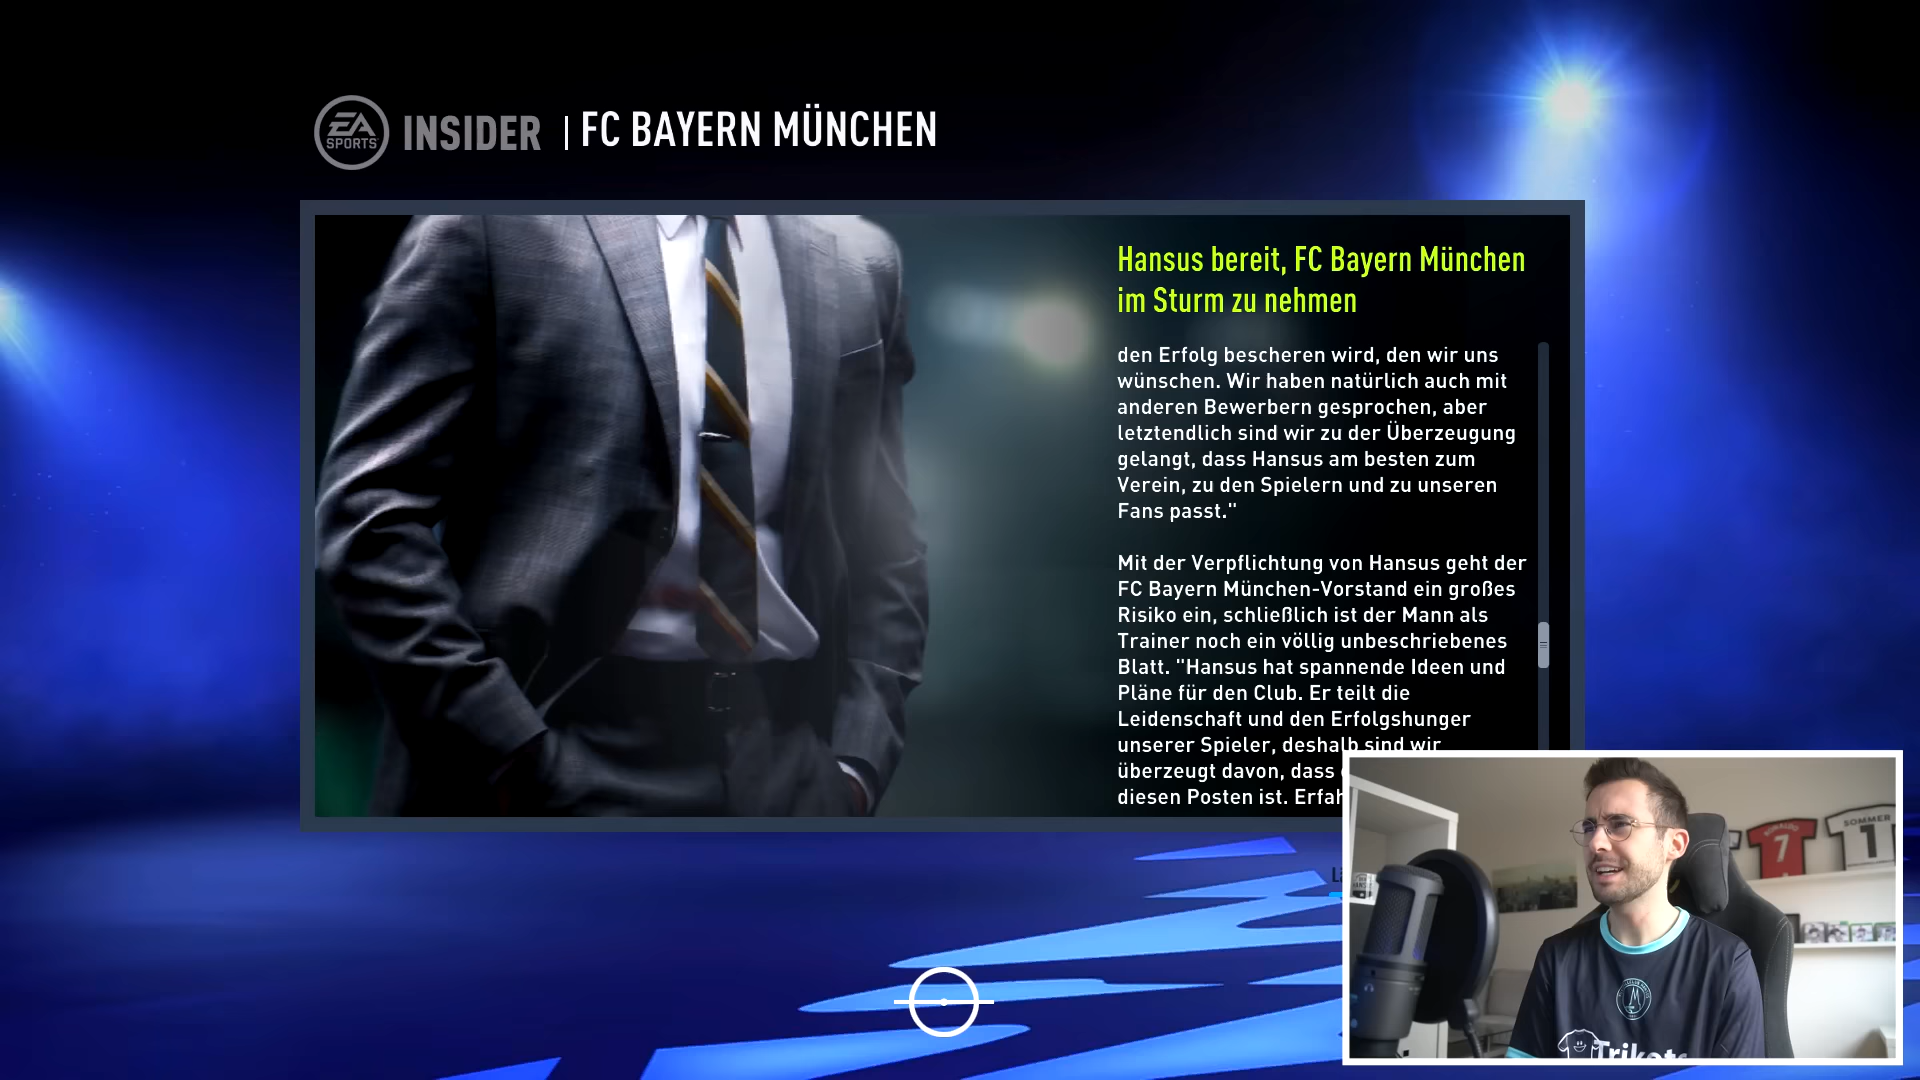 EA
SPORTS
INSIDER | FC BAYERN MÜNCHEN
Hansus bereit, FC Bayern München
im Sturm zu nehmen
den Erfolg bescheren wird, den wir uns
wünschen. Wir haben natürlich auch mit
anderen Bewerbern gesprochen, aber
letztendlich sind wir zu der Überzeugung
gelangt, dass Hansus am besten zum
Verein, zu den Spielern und zu unseren
Fans passt."
Mit der Verpflichtung von Hansus geht der
FC Bayern München-Vorstand ein großes
Risiko ein, schließlich ist der Mann als
Trainer noch ein völlig unbeschriebenes
Blatt. "Hansus hat spannende Ideen und
Pläne für den Club. Er teilt die
Leidenschaft und den Erfolgshunger
unserer Spieler, deshalb sind wir
überzeugt davon, dass
diesen Posten ist. Erfah
RONALDO
7
SOMMER
1
M
Trikot